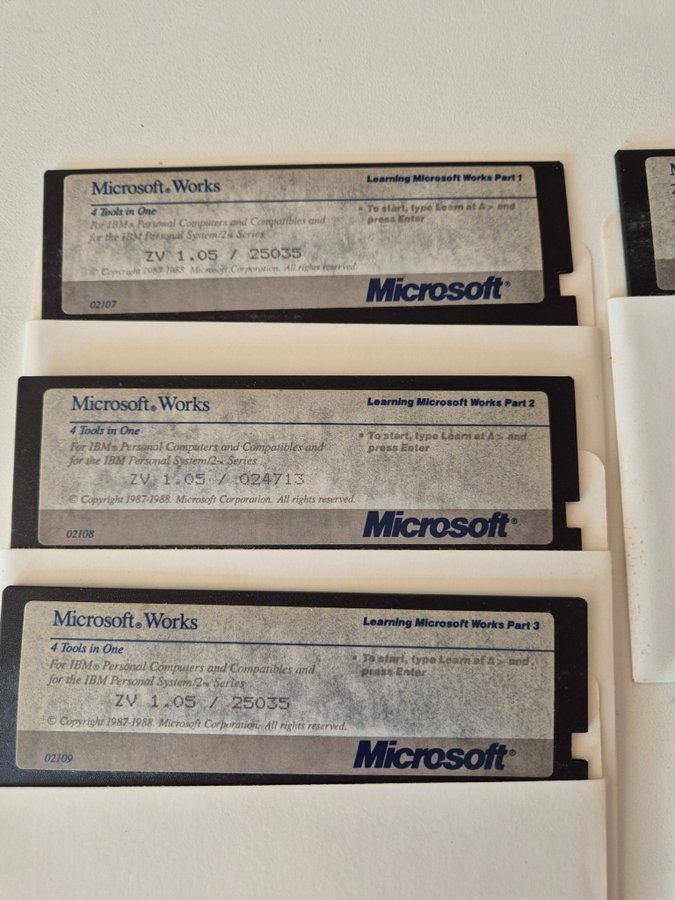 Microsoft® Works
Learning Microsoft Works Part 1
4 Tools in One
For IBM® Personal Computers and Compatibles and
for the IBM Personal System/2™ Series
• To start, type Learn at A> and
press Enter
ZV 1.05 / 25035
© Copyright 1987-1988. Microsoft Corporation. All rights reserved.
02107
Microsoft®
Microsoft® Works
Learning Microsoft Works Part 2
4 Tools in One
For IBM® Personal Computers and Compatibles and
for the IBM Personal System/2™ Series
• To start, type Learn at A> and
press Enter
ZV 1.05 / 024713
© Copyright 1987-1988. Microsoft Corporation. All rights reserved.
02108
Microsoft®
Microsoft® Works
Learning Microsoft Works Part 3
4 Tools in One
For IBM® Personal Computers and Compatibles and
for the IBM Personal System/2™ Series
• To start, type Learn at A> and
press Enter
ZV 1.05 / 25035
© Copyright 1987-1988. Microsoft Corporation. All rights reserved.
02109
Microsoft®